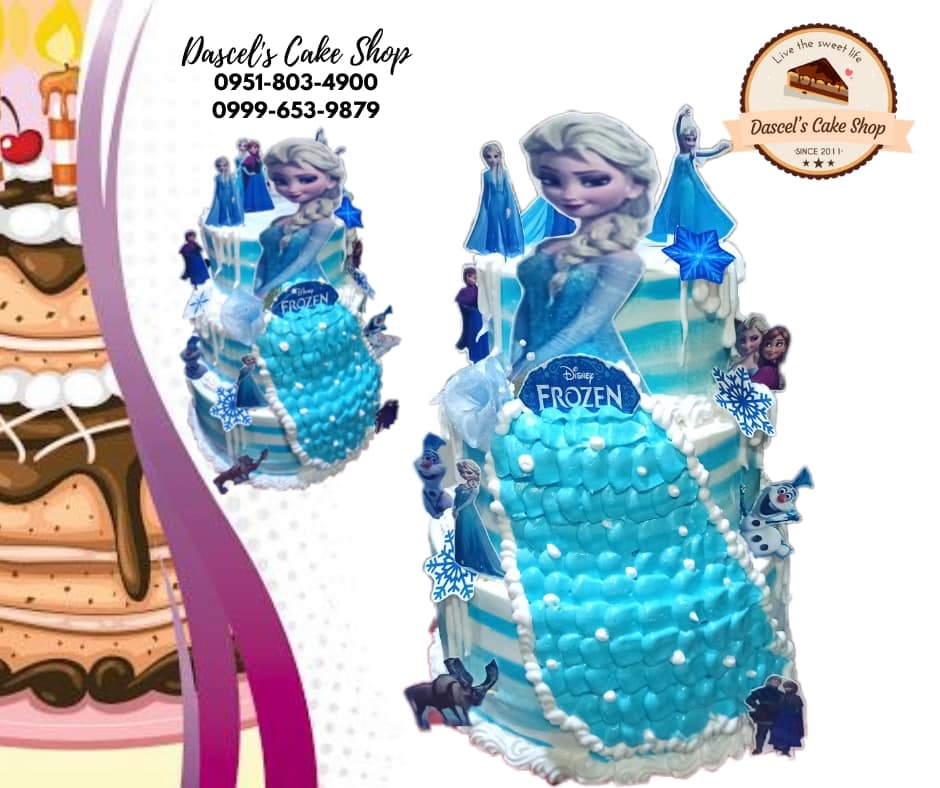 Dascel's Cake Shop
0951-803-4900
0999-653-9879
Live the sweet life
Dascel's Cake Shop
·SINCE 2011·
Disney
FROZEN
Disney
FROZEN